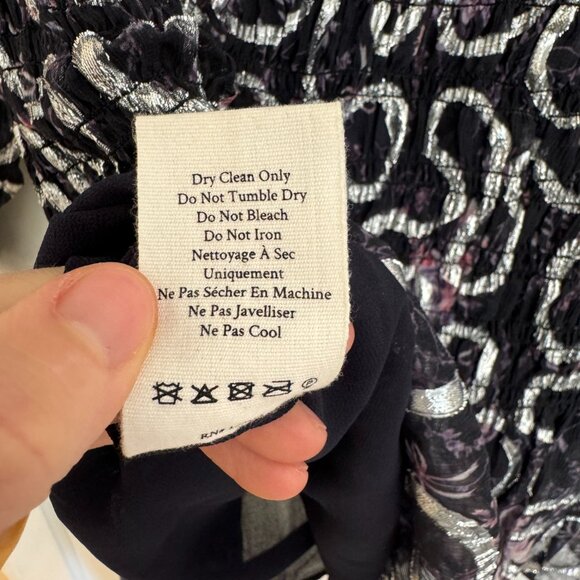 Dry Clean Only
Do Not Tumble Dry
Do Not Bleach
Do Not Iron
Nettoyage À Sec
Uniquement
Ne Pas Sécher En Machine
Ne Pas Javelliser
Ne Pas Cool
P
RN#